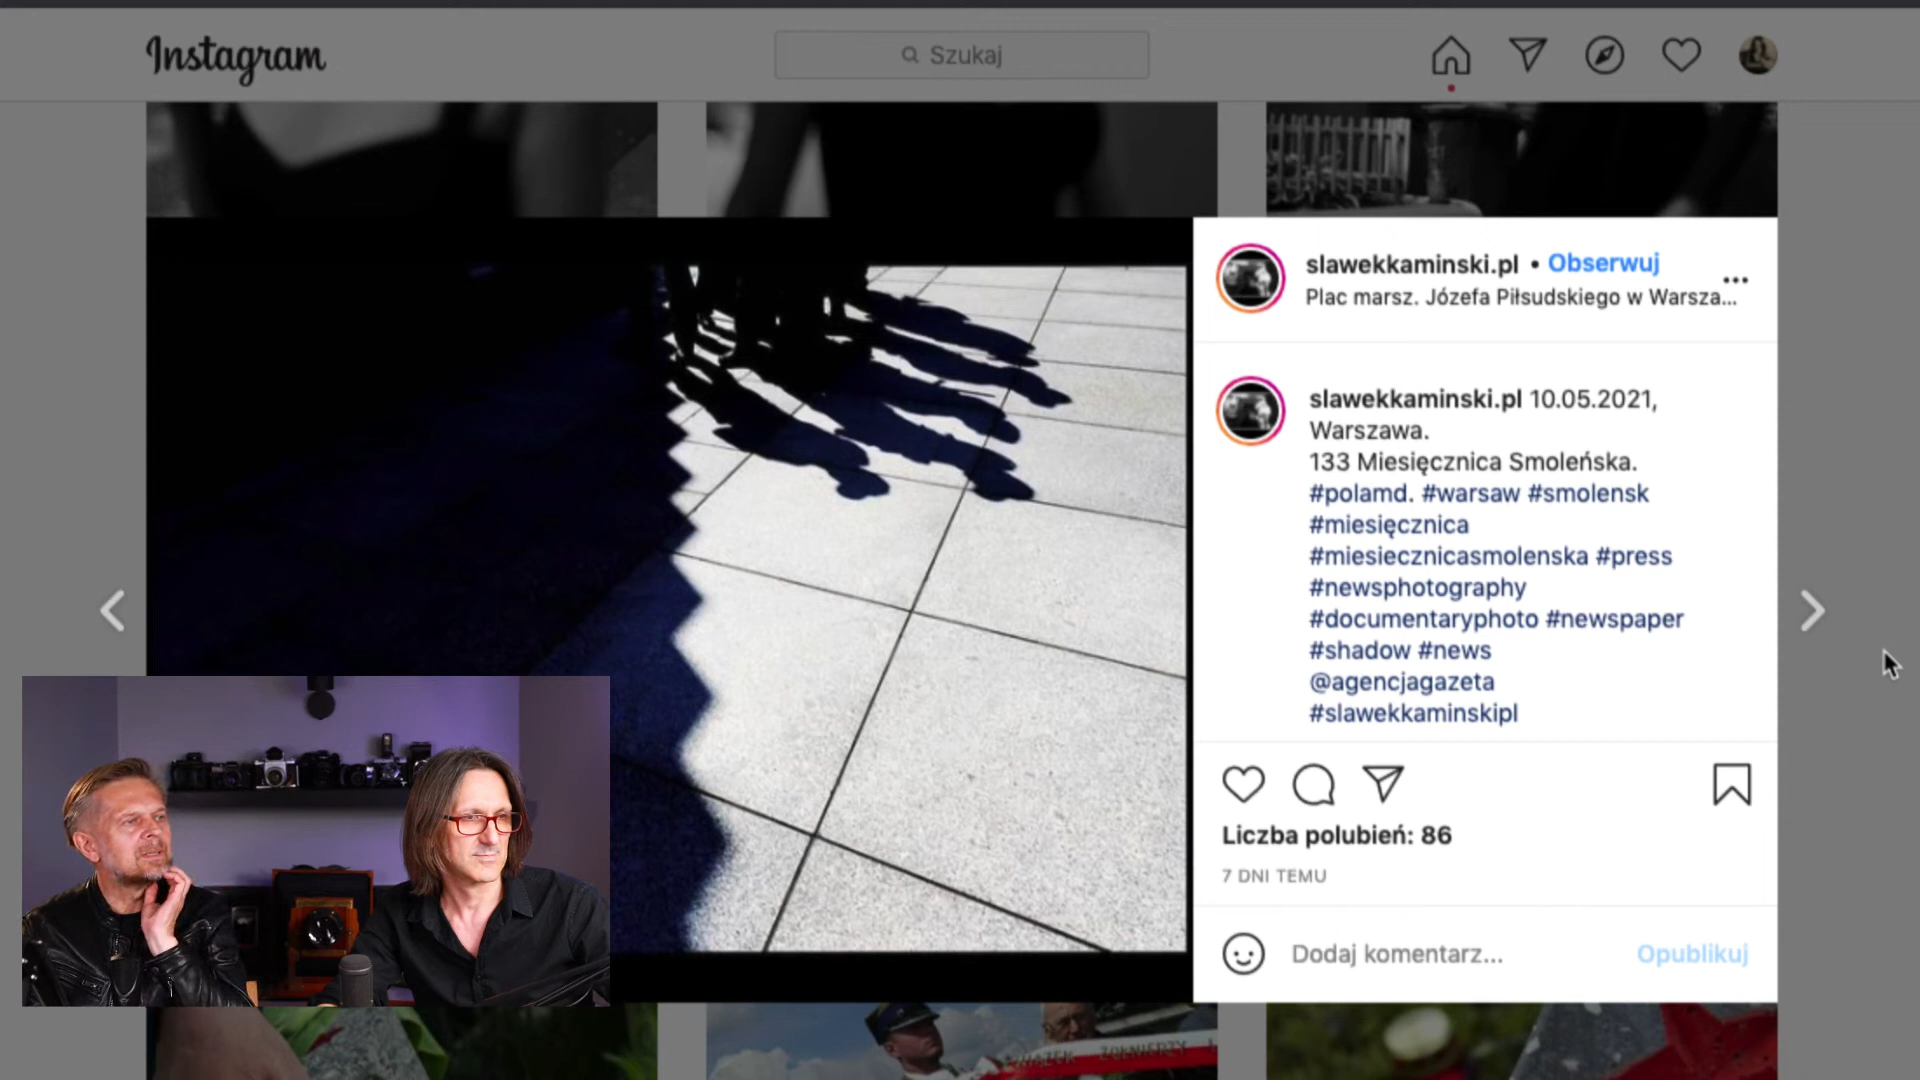 Instagram
Szukaj
slawekkaminski.pl • Obserwuj
Plac marsz. Józefa Piłsudskiego w Warsza...
slawekkaminski.pl 10.05.2021,
Warszawa.
133 Miesięcznica Smoleńska.
#polamd. #warsaw #smolensk
#miesięcznica
#miesiecznicasmolenska #press
#newsphotography
#documentaryphoto #newspaper
#shadow #news
@agencjagazeta
#slawekkaminskipl
Liczba polubień: 86
7 DNI TEMU
Dodaj komentarz...
Opublikuj
ZWIĄZEK ŻOŁNIERZY